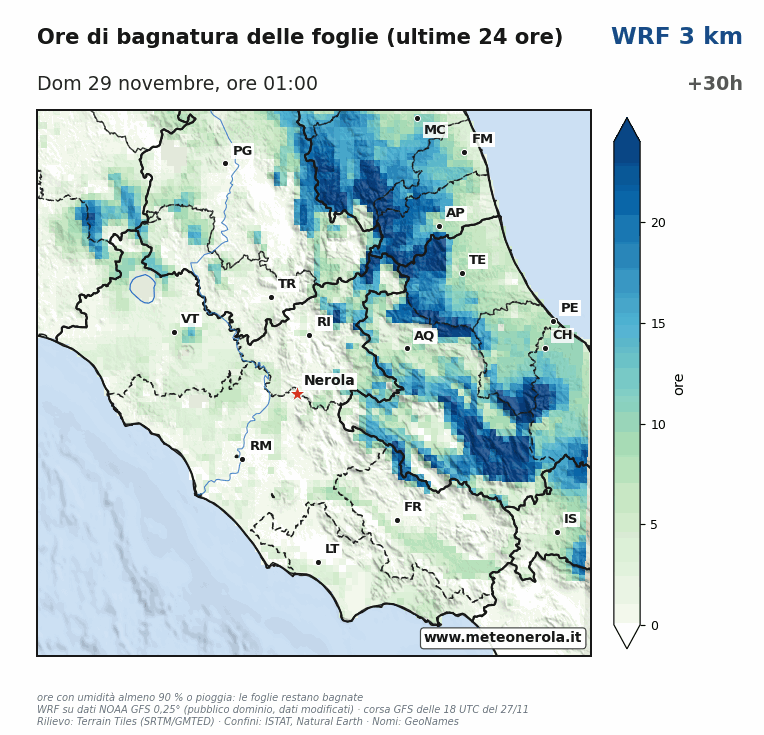 Ore di bagnatura delle foglie (ultime 24 ore)
WRF 3 km
Dom 29 novembre, ore 01:00
+30h
MC
FM
PG
AP
TE
TR
PE
VT
RI
CH
AQ
Nerola
RM
FR
IS
LT
www.meteonerola.it
20
15
10
5
0
ore
ore con umidità almeno 90 % o pioggia: le foglie restano bagnate
WRF su dati NOAA GFS 0,25° (pubblico dominio, dati modificati) · corsa GFS delle 18 UTC del 27/11
Rilievo: Terrain Tiles (SRTM/GMTED) · Confini: ISTAT, Natural Earth · Nomi: GeoNames